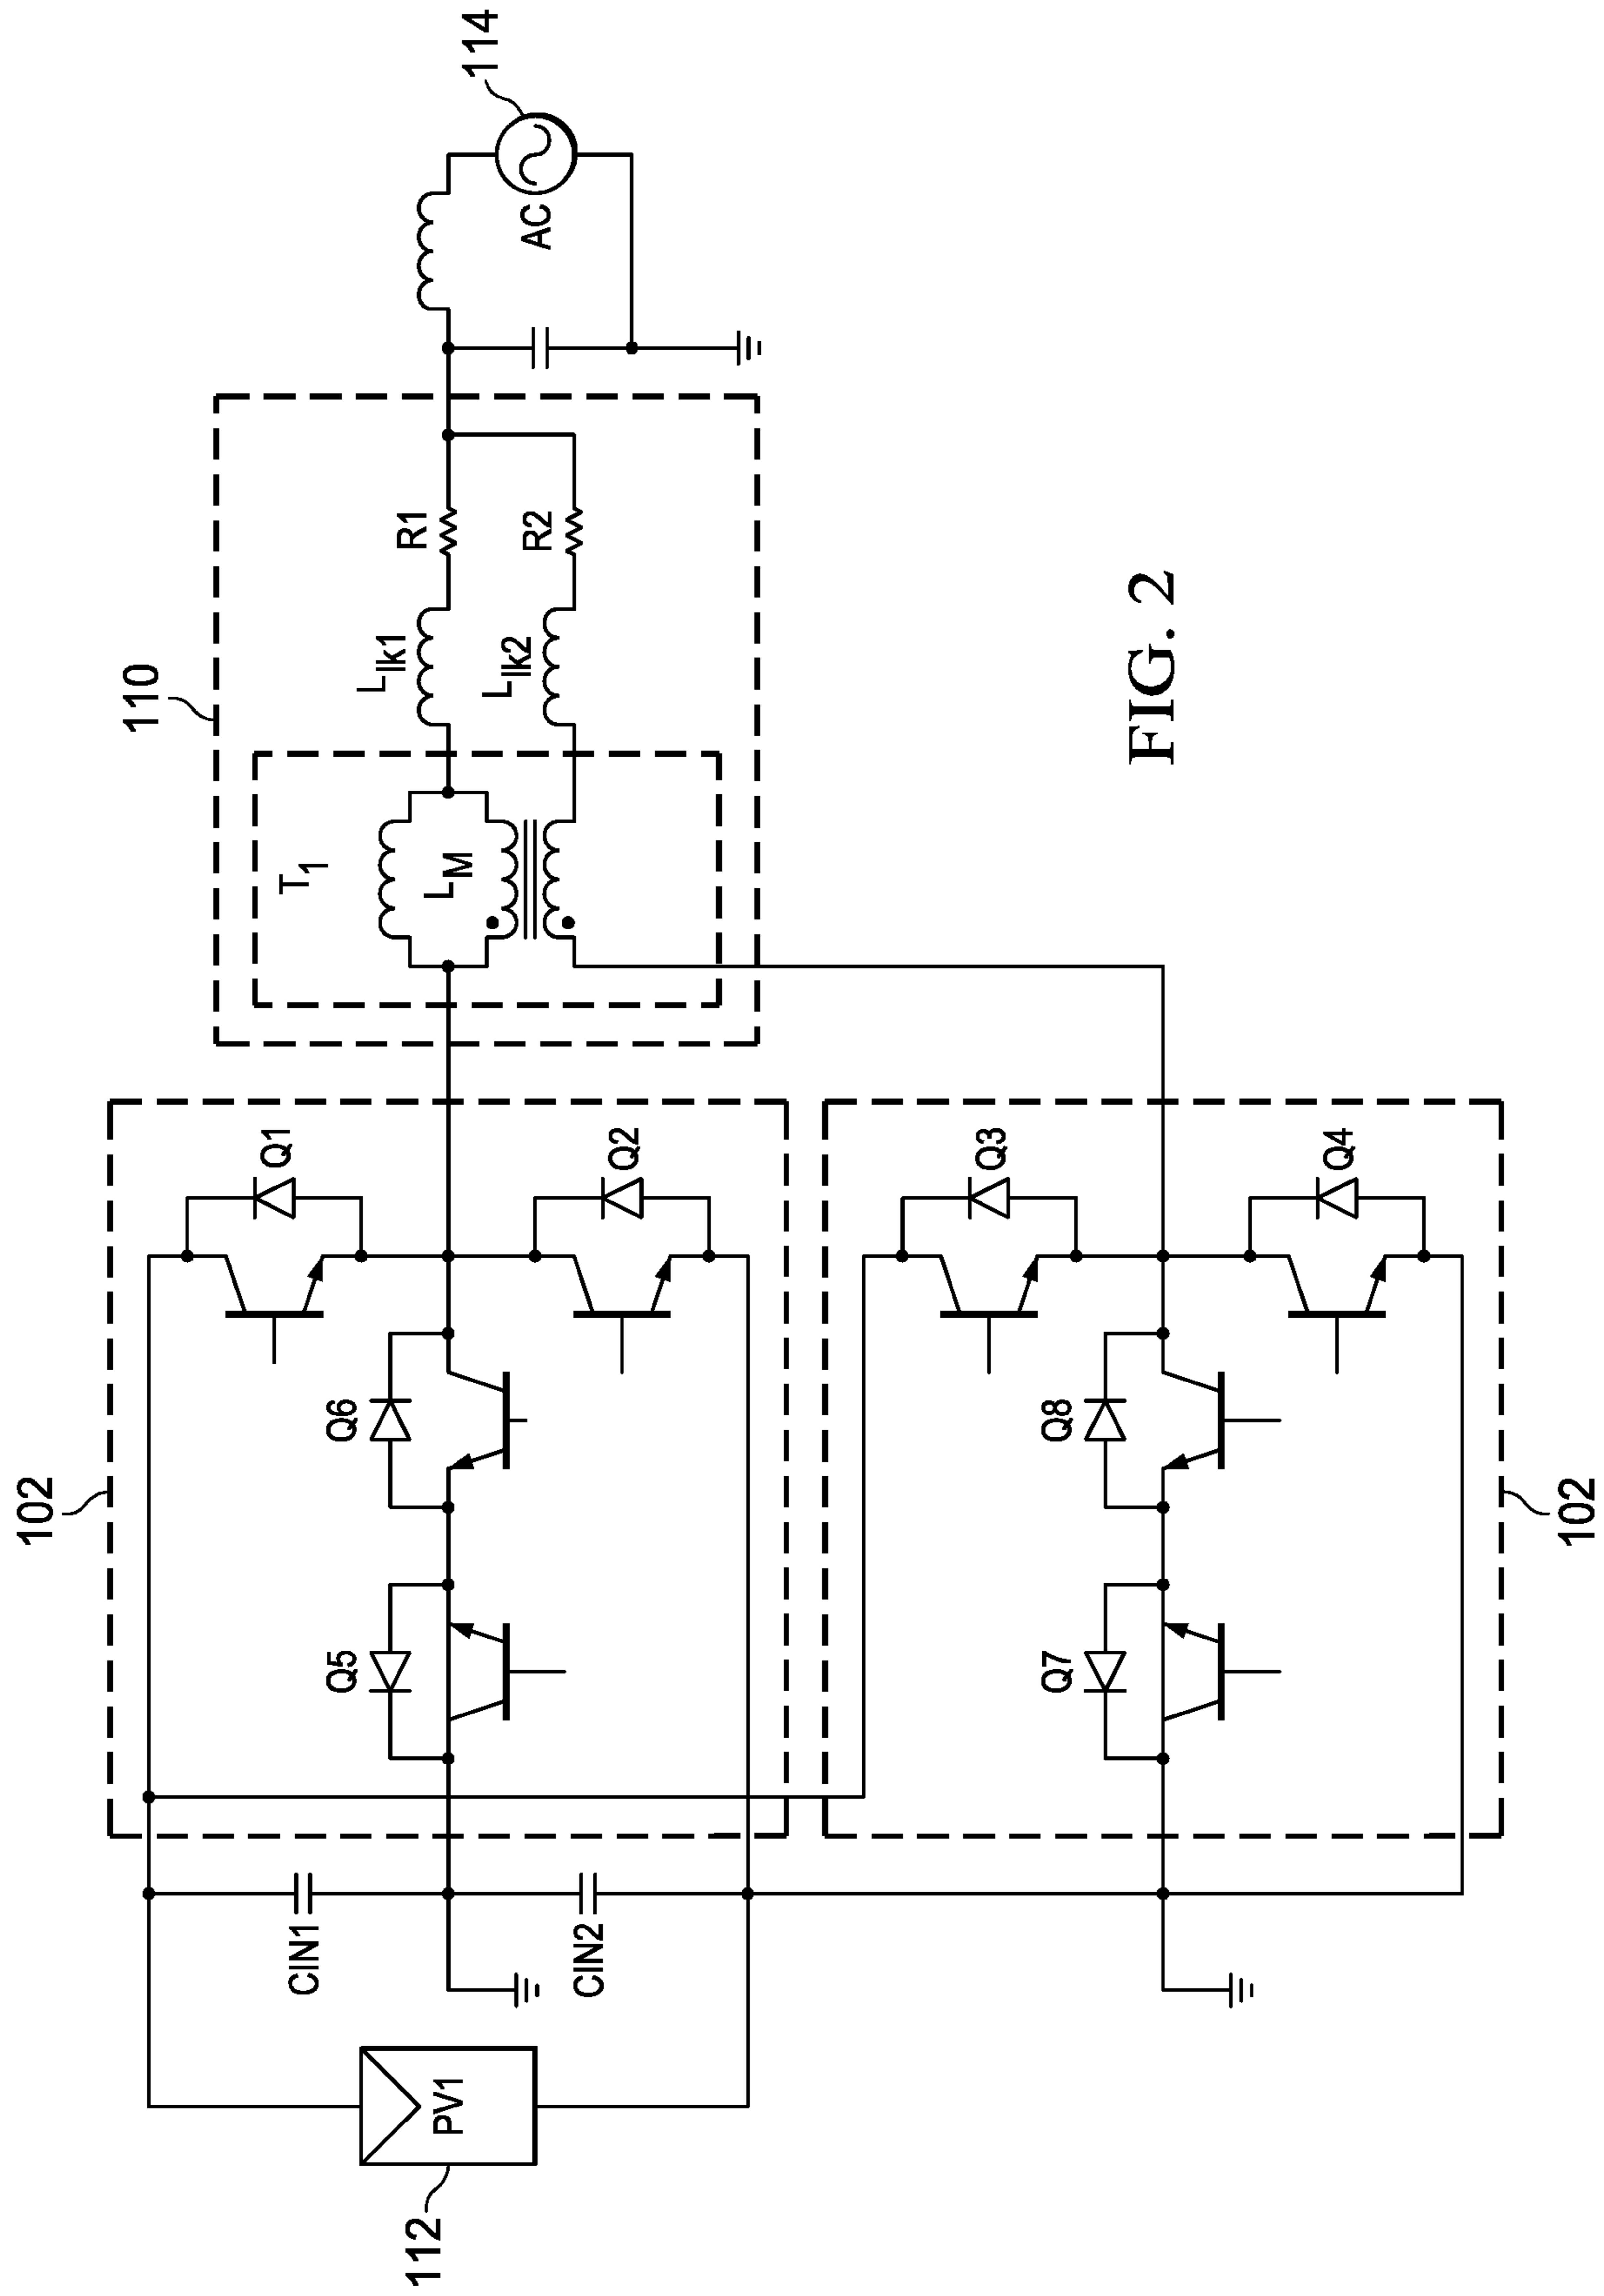 110
T1
LM
Llk1
Llk2
R1
R2
114
AC
102
Q1
Q2
Q6
Q5
CIN1
CIN2
PV1
112
Q3
Q4
Q8
Q7
102
FIG. 2